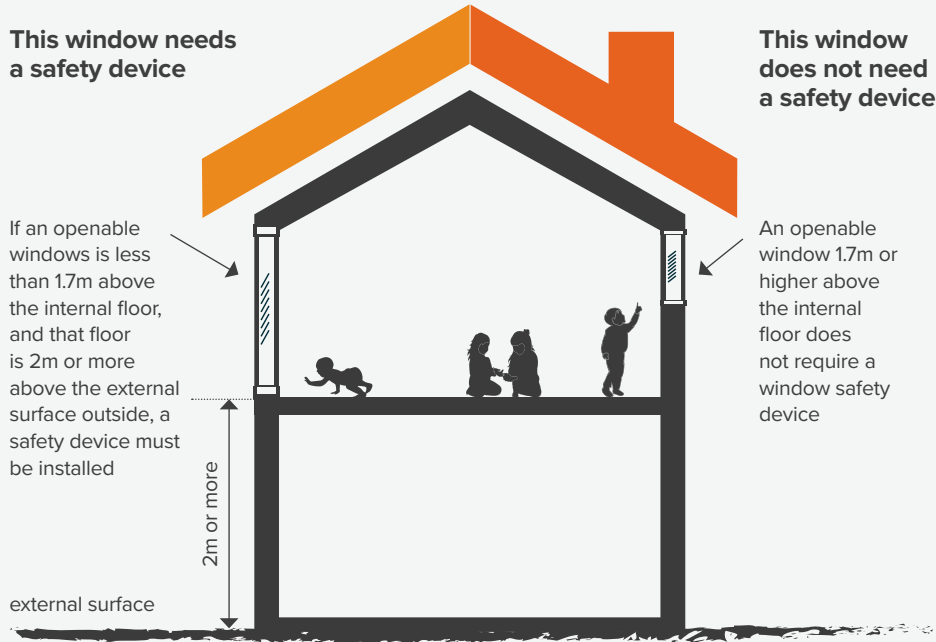 This window needs
a safety device
This window
does not need
a safety device
If an openable
windows is less
than 1.7m above
the internal floor,
and that floor
is 2m or more
above the external
surface outside, a
safety device must
be installed
An openable
window 1.7m or
higher above
the internal
floor does
not require a
window safety
device
2m or more
external surface